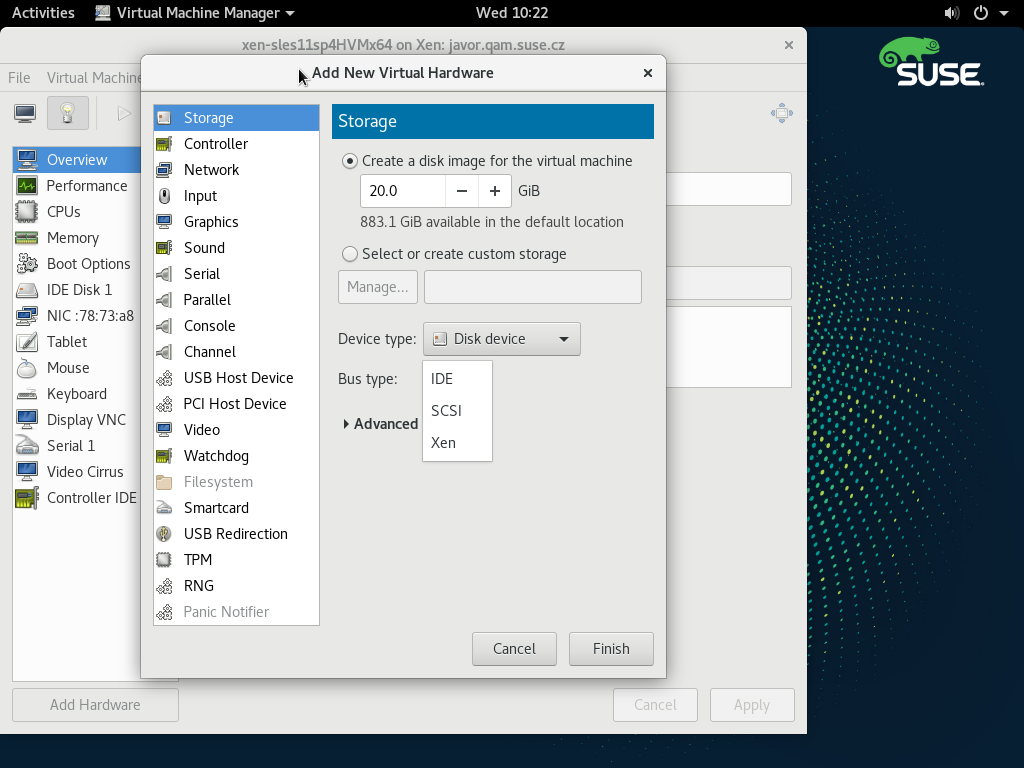 Activities Virtual Machine Manager Wed 10:22
xen-sles11sp4HVMx64 on Xen: javor.qam.suse.cz
File Virtual Machine
SUSE
Overview
Performance
CPUs
Memory
Boot Options
IDE Disk 1
NIC :78:73:a8
Tablet
Mouse
Keyboard
Display VNC
Serial 1
Video Cirrus
Controller IDE
Add Hardware
Cancel
Apply
Add New Virtual Hardware
Storage
Controller
Network
Input
Graphics
Sound
Serial
Parallel
Console
Channel
USB Host Device
PCI Host Device
Video
Watchdog
Filesystem
Smartcard
USB Redirection
TPM
RNG
Panic Notifier
Storage
Create a disk image for the virtual machine
20.0 − + GiB
883.1 GiB available in the default location
Select or create custom storage
Manage...
Device type: Disk device
Bus type:
IDE
SCSI
Xen
Advanced
Cancel
Finish